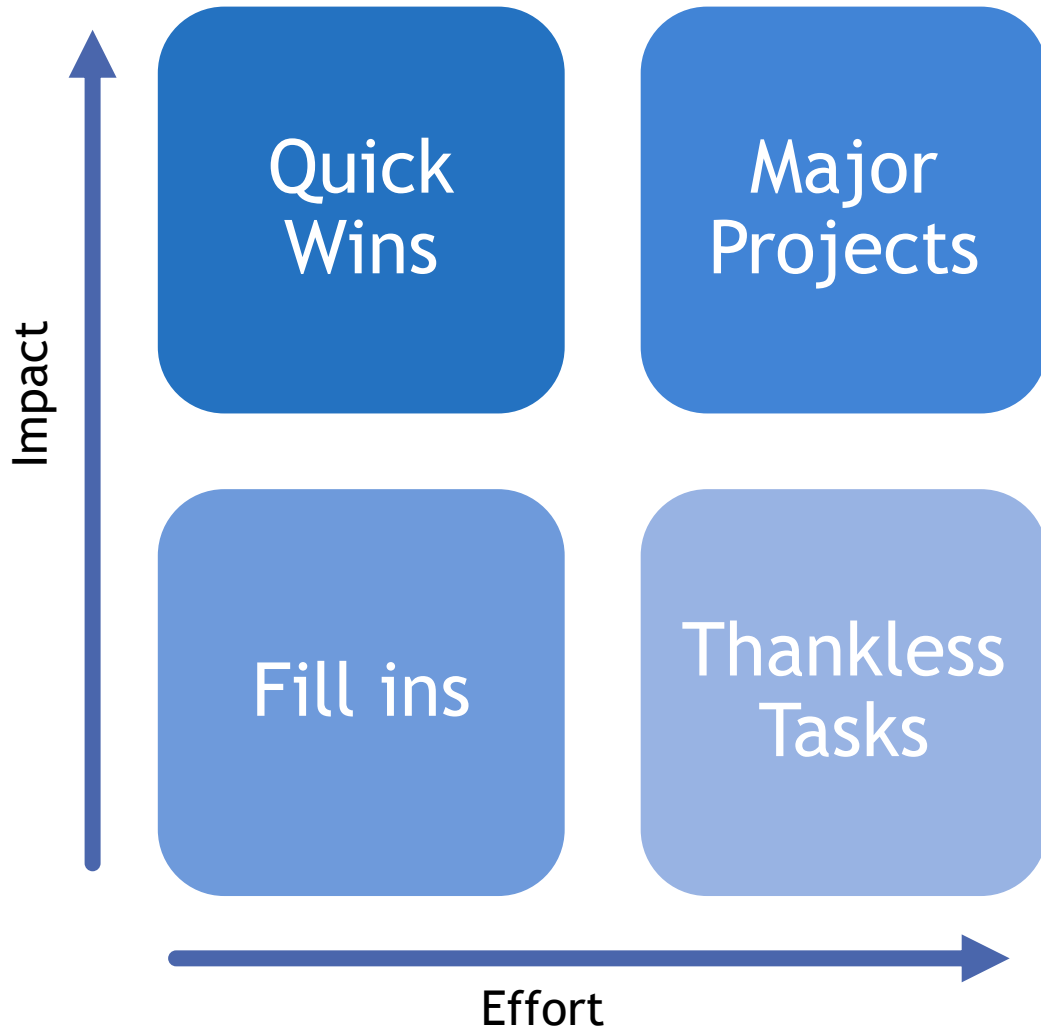 Quick
Wins
Major
Projects
Impact
Fill ins
Thankless
Tasks
Effort